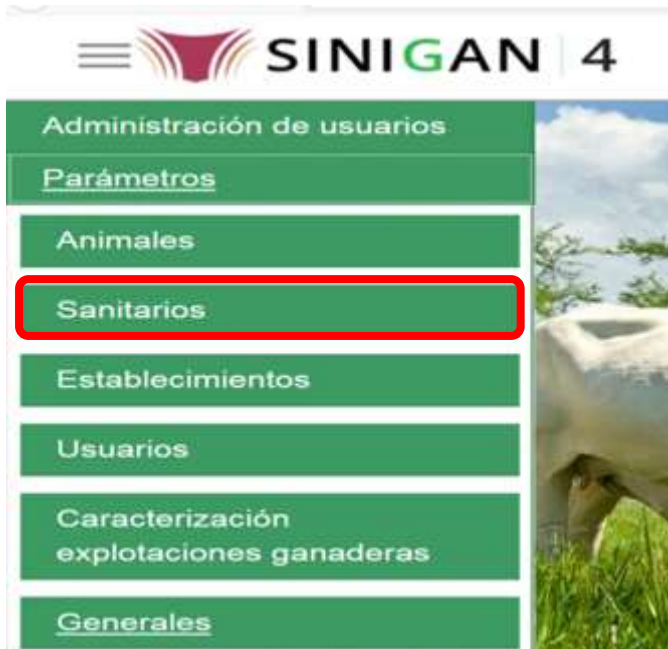 SINIGAN 4
Administración de usuarios
Parámetros
Animales
Sanitarios
Establecimientos
Usuarios
Caracterización
explotaciones ganaderas
Generales